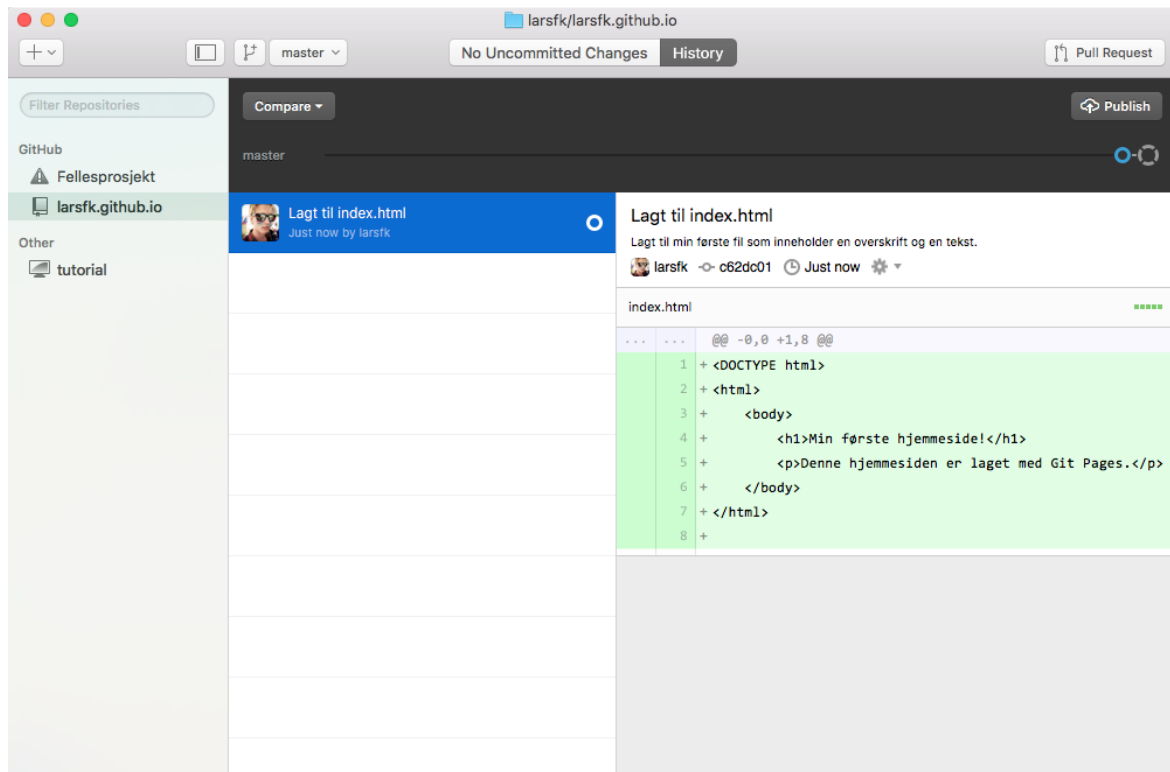 larsfk/larsfk.github.io
master
No Uncommitted Changes
History
Pull Request
Filter Repositories
GitHub
Fellesprosjekt
larsfk.github.io
Other
tutorial
Compare
Publish
master
Lagt til index.html
Just now by larsfk
Lagt til index.html
Lagt til min første fil som inneholder en overskrift og en tekst.
larsfk c62dc01 Just now
index.html
... ... @@ -0,0 +1,8 @@
1 + <DOCTYPE html>
2 + <html>
3 +     <body>
4 +         <h1>Min første hjemmeside!</h1>
5 +         <p>Denne hjemmesiden er laget med Git Pages.</p>
6 +     </body>
7 + </html>
8 +